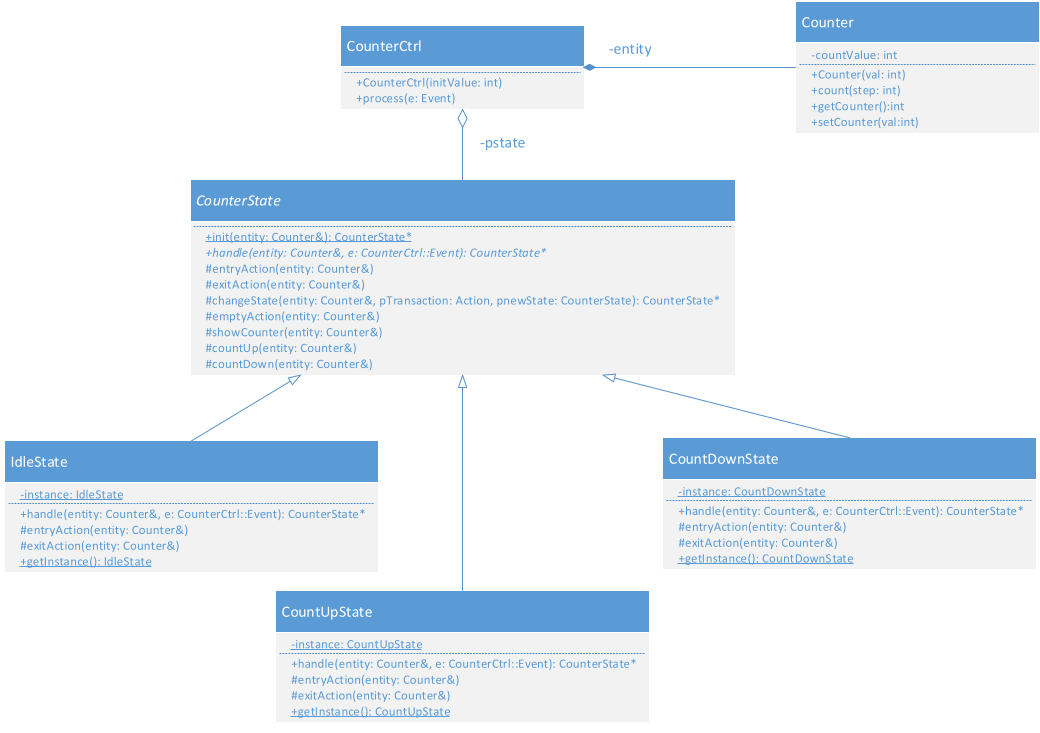 CounterCtrl
+CounterCtrl(initValue: int)
+process(e: Event)
-entity
Counter
-countValue: int
+Counter(val: int)
+count(step: int)
+getCounter():int
+setCounter(val:int)
-pstate
CounterState
+init(entity: Counter&): CounterState*
+handle(entity: Counter&, e: CounterCtrl::Event): CounterState*
#entryAction(entity: Counter&)
#exitAction(entity: Counter&)
#changeState(entity: Counter&, pTransaction: Action, pnewState: CounterState): CounterState*
#emptyAction(entity: Counter&)
#showCounter(entity: Counter&)
#countUp(entity: Counter&)
#countDown(entity: Counter&)
IdleState
-instance: IdleState
+handle(entity: Counter&, e: CounterCtrl::Event): CounterState*
#entryAction(entity: Counter&)
#exitAction(entity: Counter&)
+getInstance(): IdleState
CountDownState
-instance: CountDownState
+handle(entity: Counter&, e: CounterCtrl::Event): CounterState*
#entryAction(entity: Counter&)
#exitAction(entity: Counter&)
+getInstance(): CountDownState
CountUpState
-instance: CountUpState
+handle(entity: Counter&, e: CounterCtrl::Event): CounterState*
#entryAction(entity: Counter&)
#exitAction(entity: Counter&)
+getInstance(): CountUpState